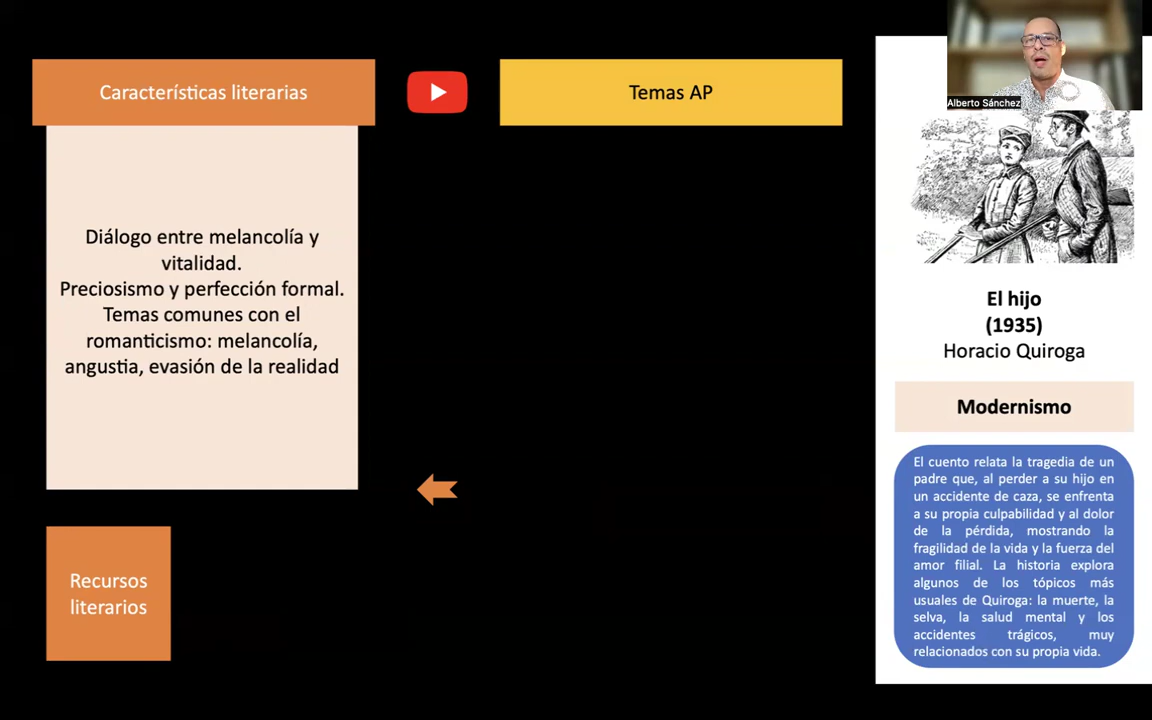 Características literarias
Temas AP
Alberto Sánchez
Diálogo entre melancolía y
vitalidad.
Preciosismo y perfección formal.
Temas comunes con el
romanticismo: melancolía,
angustia, evasión de la realidad
Recursos
literarios
El hijo
(1935)
Horacio Quiroga
Modernismo
El cuento relata la tragedia de un
padre que, al perder a su hijo en
un accidente de caza, se enfrenta
a su propia culpabilidad y al dolor
de la pérdida, mostrando la
fragilidad de la vida y la fuerza del
amor filial. La historia explora
algunos de los tópicos más
usuales de Quiroga: la muerte, la
selva, la salud mental y los
accidentes trágicos, muy
relacionados con su propia vida.